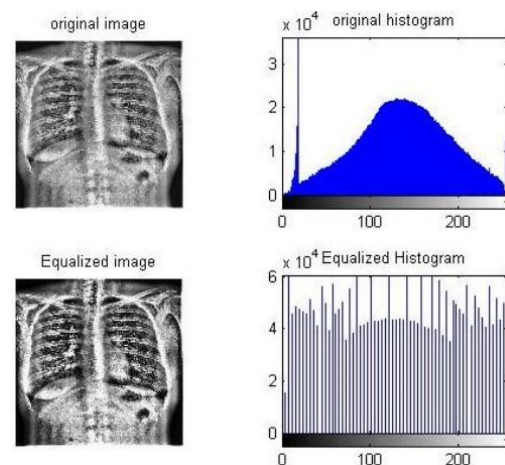 original image
original histogram
x 10^4
3
2
1
0
0 100 200
Equalized image
Equalized Histogram
x 10^4
6
4
2
0
0 100 200